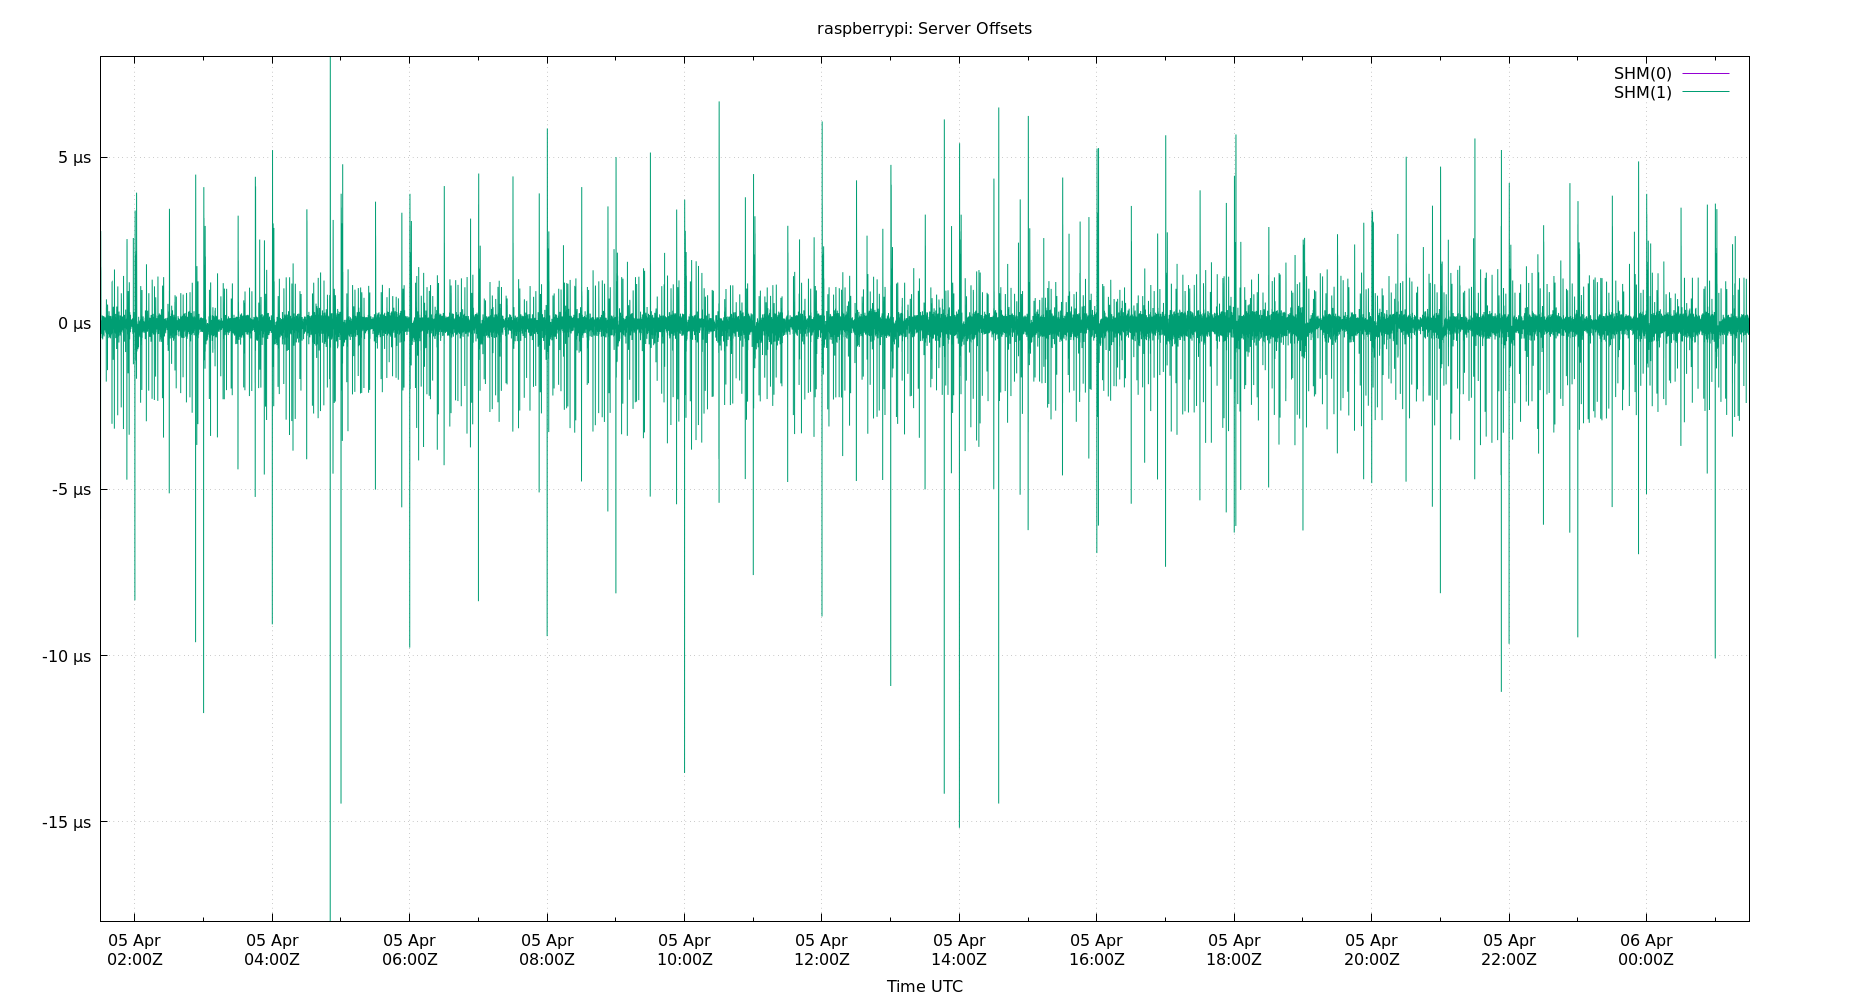 raspberrypi: Server Offsets
SHM(0)
SHM(1)
5 µs
0 µs
-5 µs
-10 µs
-15 µs
05 Apr 05 Apr 05 Apr 05 Apr 05 Apr 05 Apr 05 Apr 05 Apr 05 Apr 05 Apr 05 Apr 06 Apr
02:00Z 04:00Z 06:00Z 08:00Z 10:00Z 12:00Z 14:00Z 16:00Z 18:00Z 20:00Z 22:00Z 00:00Z
Time UTC